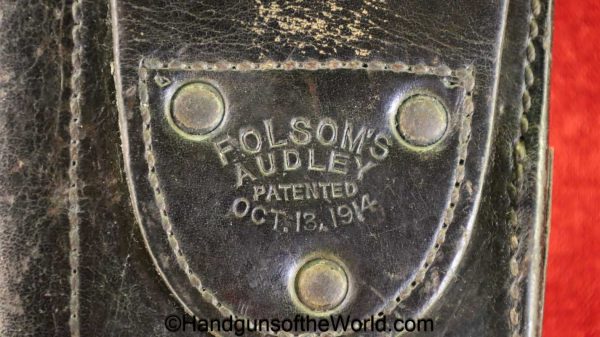 FOLSOM'S
AUDLEY
PATENTED
OCT. 13, 1914
©HandgunsoftheWorld.com